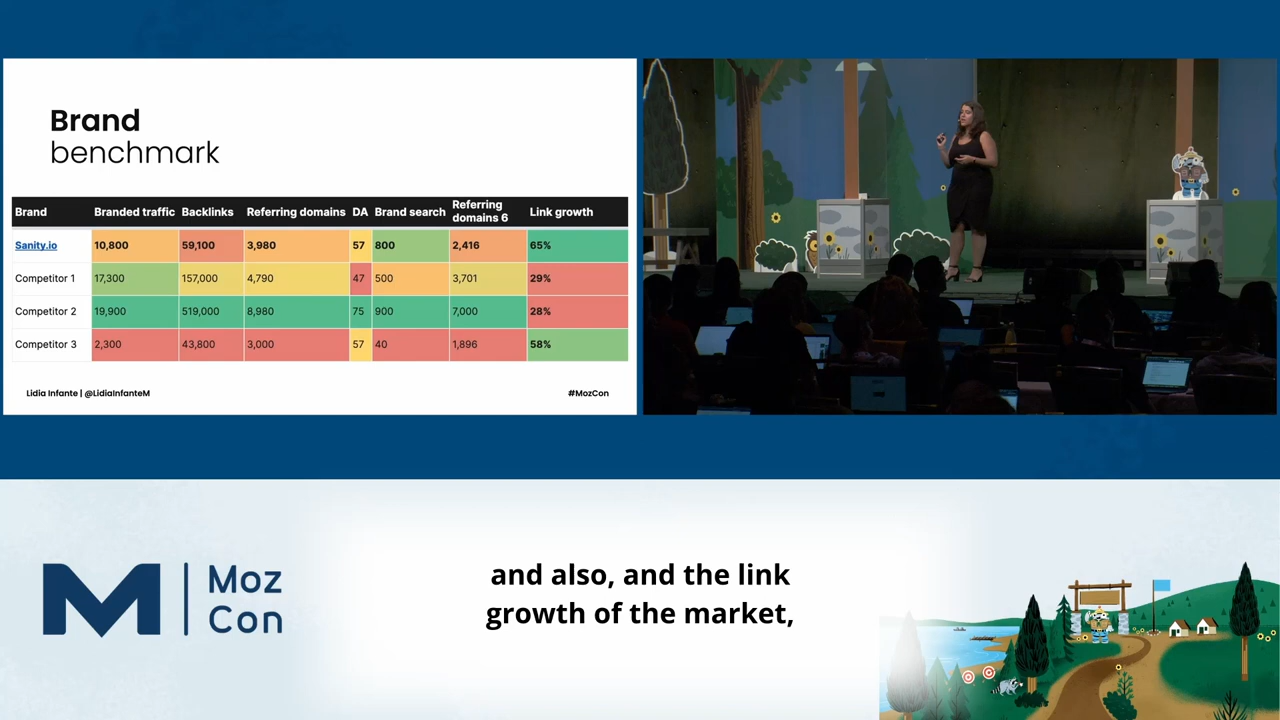 Brand
benchmark
Brand Branded traffic Backlinks Referring domains DA Brand search Referring domains 6 Link growth
Sanity.io 10,800 59,100 3,980 57 800 2,416 65%
Competitor 1 17,300 157,000 4,790 47 500 3,701 29%
Competitor 2 19,900 519,000 8,980 75 900 7,000 28%
Competitor 3 2,300 43,800 3,000 57 40 1,896 58%
Lidia Infante | @LidiaInfanteM #MozCon
M Moz
Con
and also, and the link
growth of the market,